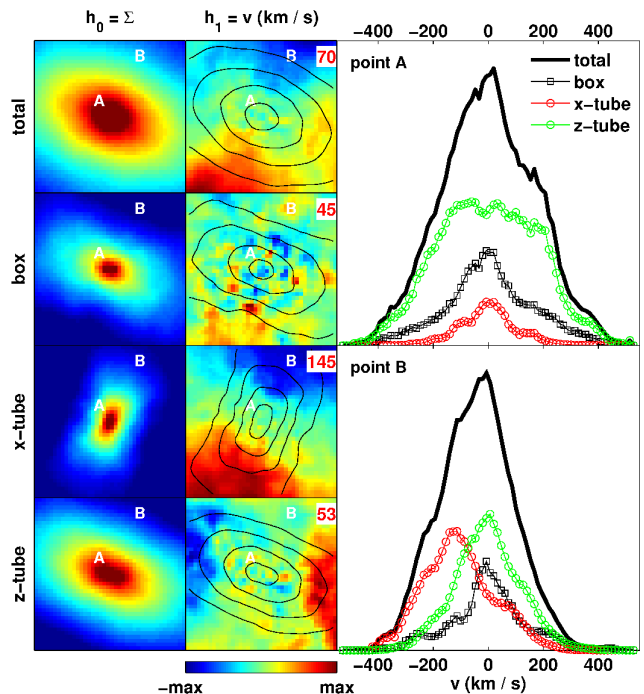 h0 = Σ
h1 = v (km / s)
−400 −200 0 200 400
total
B
A
B
A
70
point A
total
box
x−tube
z−tube
box
B
A
B
A
45
x−tube
B
A
B
A
145
point B
z−tube
B
A
B
A
53
−400 −200 0 200 400
−max
max
v (km / s)